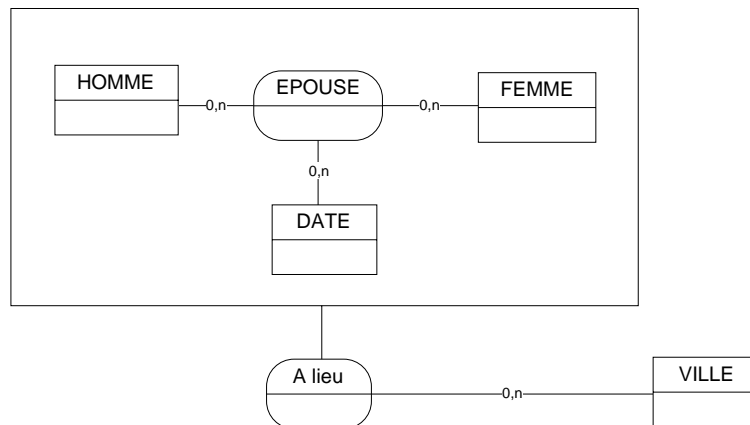 HOMME
EPOUSE
FEMME
0,n
0,n
0,n
DATE
A lieu
VILLE
0,n